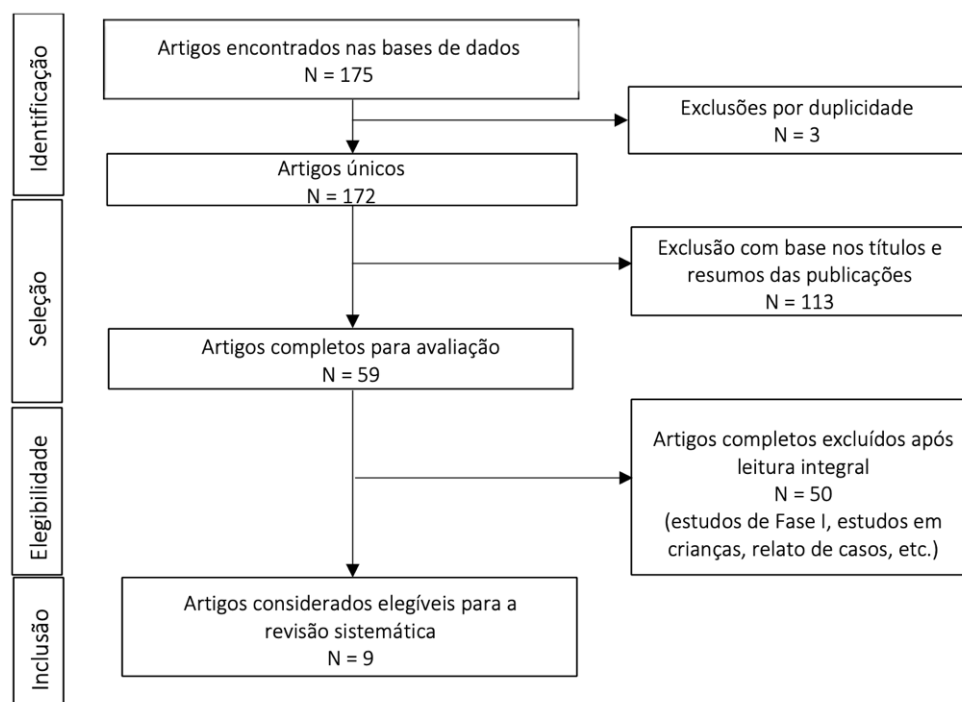 Identificação
Artigos encontrados nas bases de dados
N = 175
Exclusões por duplicidade
N = 3
Artigos únicos
N = 172
Seleção
Exclusão com base nos títulos e
resumos das publicações
N = 113
Artigos completos para avaliação
N = 59
Elegibilidade
Artigos completos excluídos após
leitura integral
N = 50
(estudos de Fase I, estudos em
crianças, relato de casos, etc.)
Inclusão
Artigos considerados elegíveis para a
revisão sistemática
N = 9